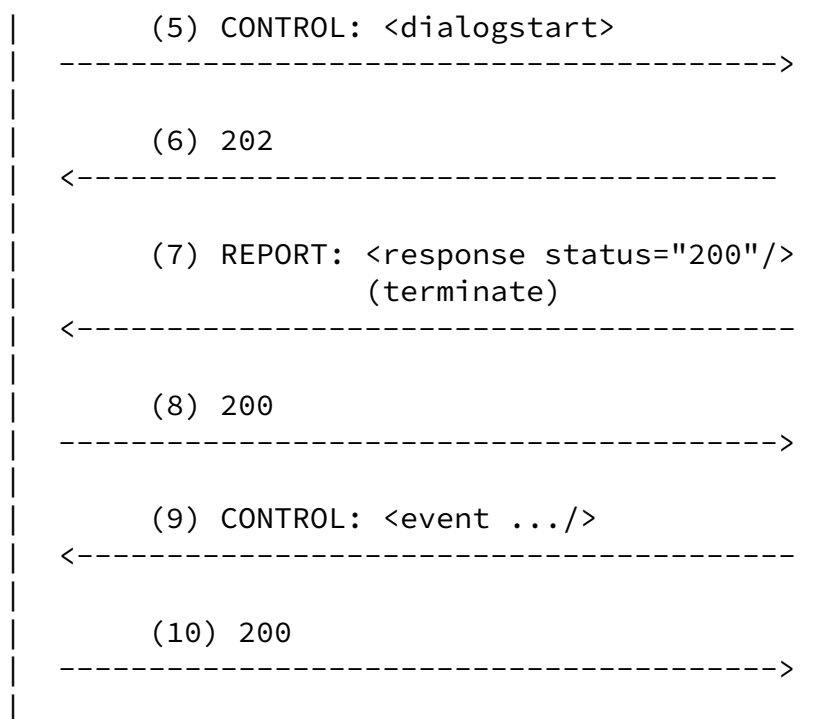 (5) CONTROL: <dialogstart>
(6) 202
(7) REPORT: <response status="200"/>
(terminate)
(8) 200
(9) CONTROL: <event .../>
(10) 200